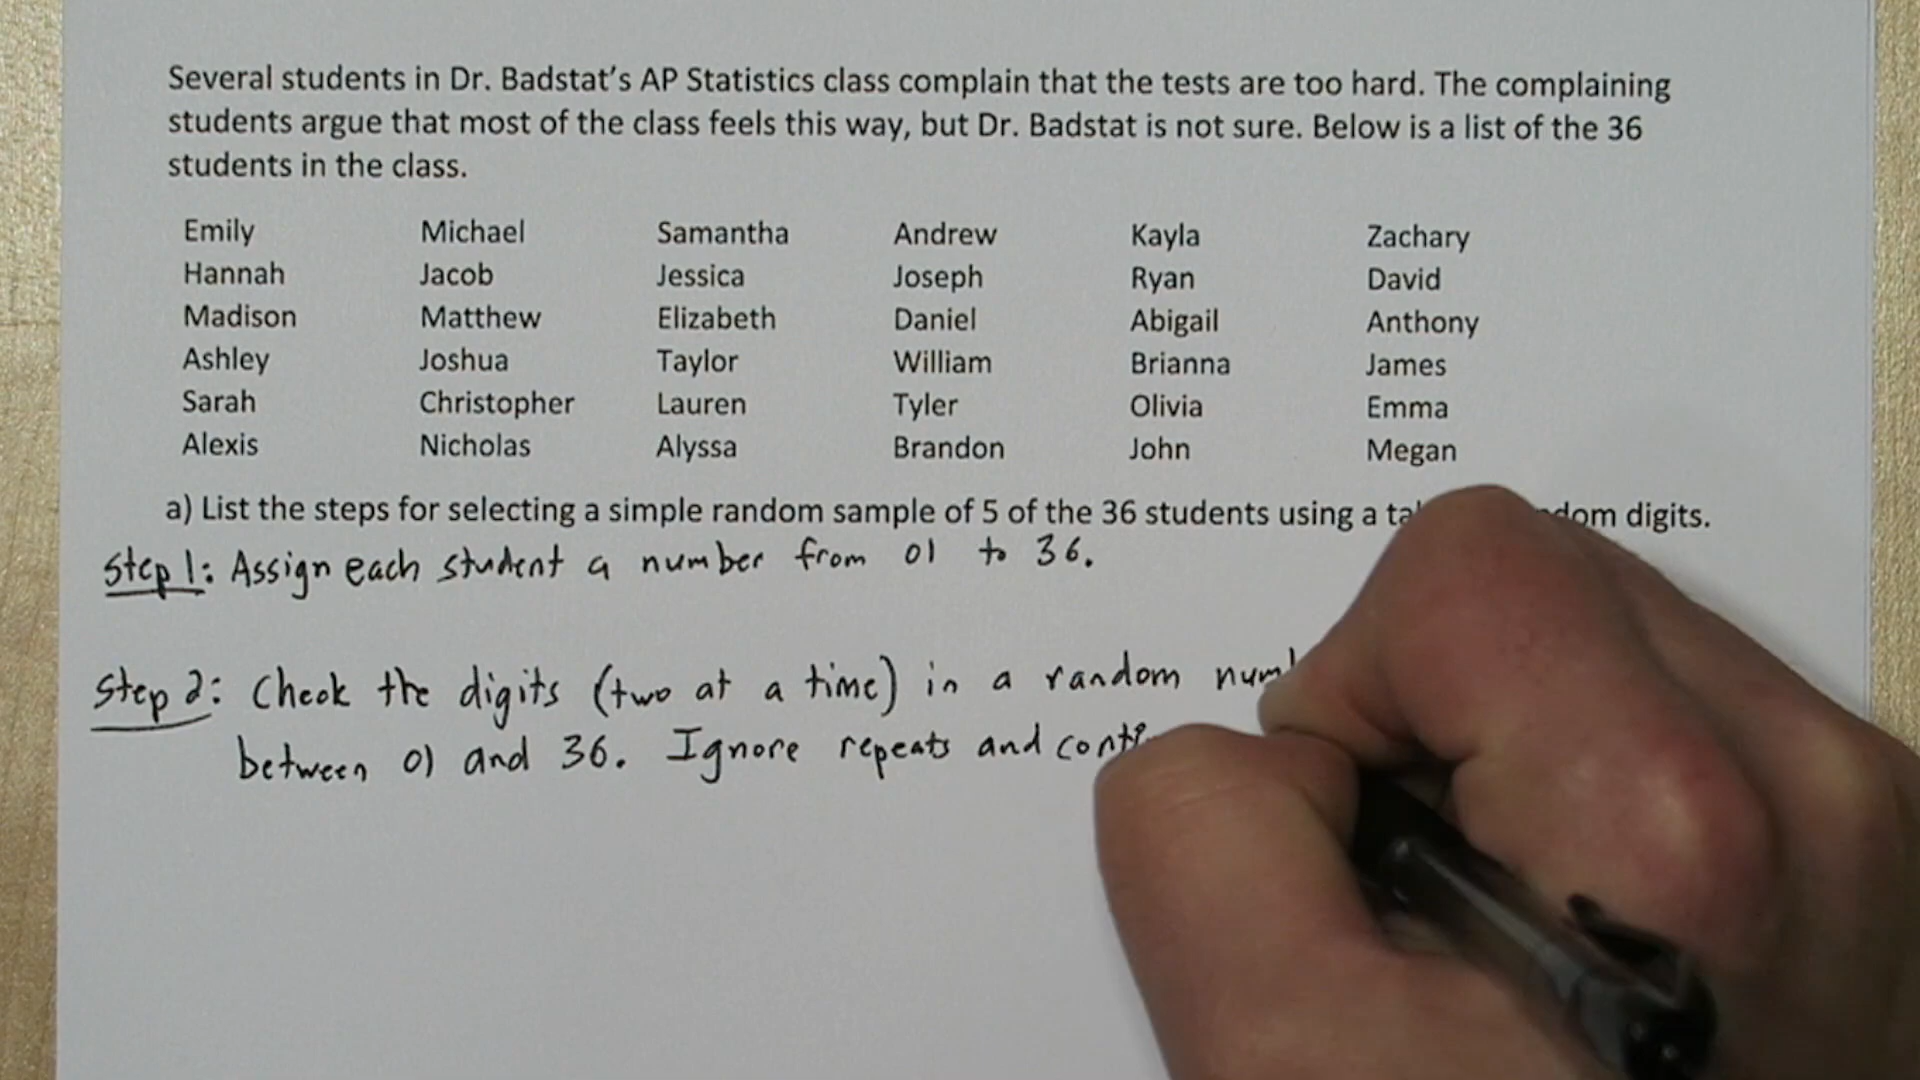 Several students in Dr. Badstat's AP Statistics class complain that the tests are too hard. The complaining
students argue that most of the class feels this way, but Dr. Badstat is not sure. Below is a list of the 36
students in the class.
Emily Michael Samantha Andrew Kayla Zachary
Hannah Jacob Jessica Joseph Ryan David
Madison Matthew Elizabeth Daniel Abigail Anthony
Ashley Joshua Taylor William Brianna James
Sarah Christopher Lauren Tyler Olivia Emma
Alexis Nicholas Alyssa Brandon John Megan
a) List the steps for selecting a simple random sample of 5 of the 36 students using a digits.
Step 1: Assign each student a number from 01 to 36.
Step 2: Check the digits (two at a time) in a random
between 01 and 36. Ignore repeats and